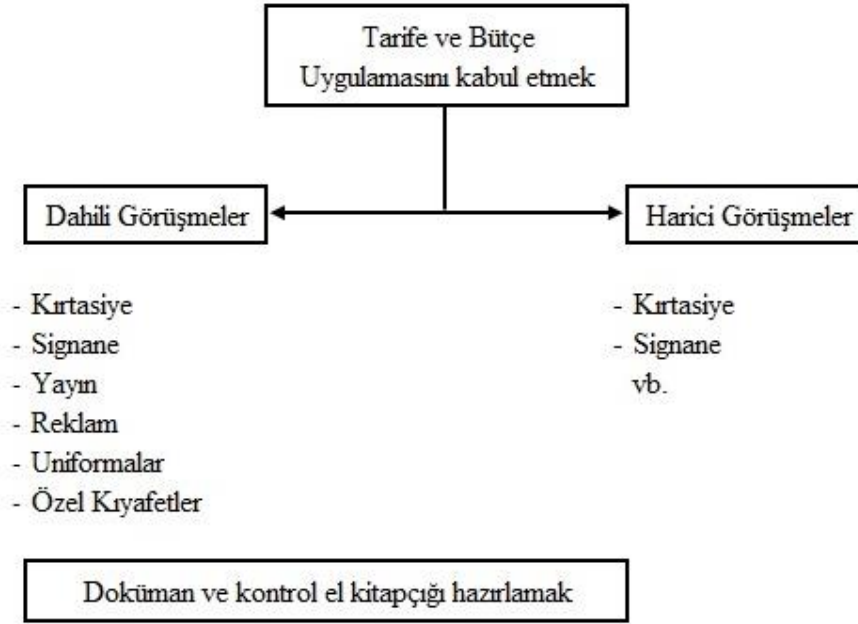 Tarife ve Bütçe
Uygulamasını kabul etmek
Dahili Görüşmeler
Harici Görüşmeler
- Kırtasiye
- Signane
- Yayın
- Reklam
- Uniformalar
- Özel Kıyafetler
- Kırtasiye
- Signane
vb.
Doküman ve kontrol el kitapçığı hazırlamak